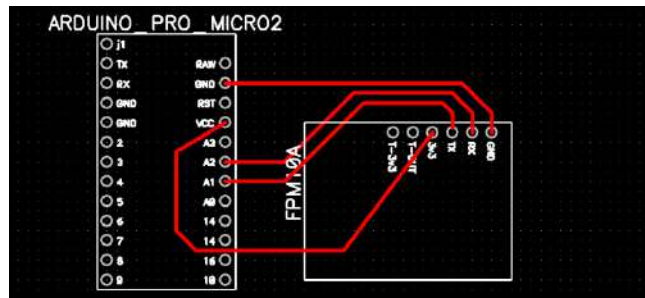 ARDUINO_PRO_MICRO2
j1
TX RAW
RX GND
GND RST
GND VCC
2 A3
3 A2
4 A1
5 A0
6 14
7 14
8 16
9 10
FPM10A
T-3v3
3v3
TX
RX
GND